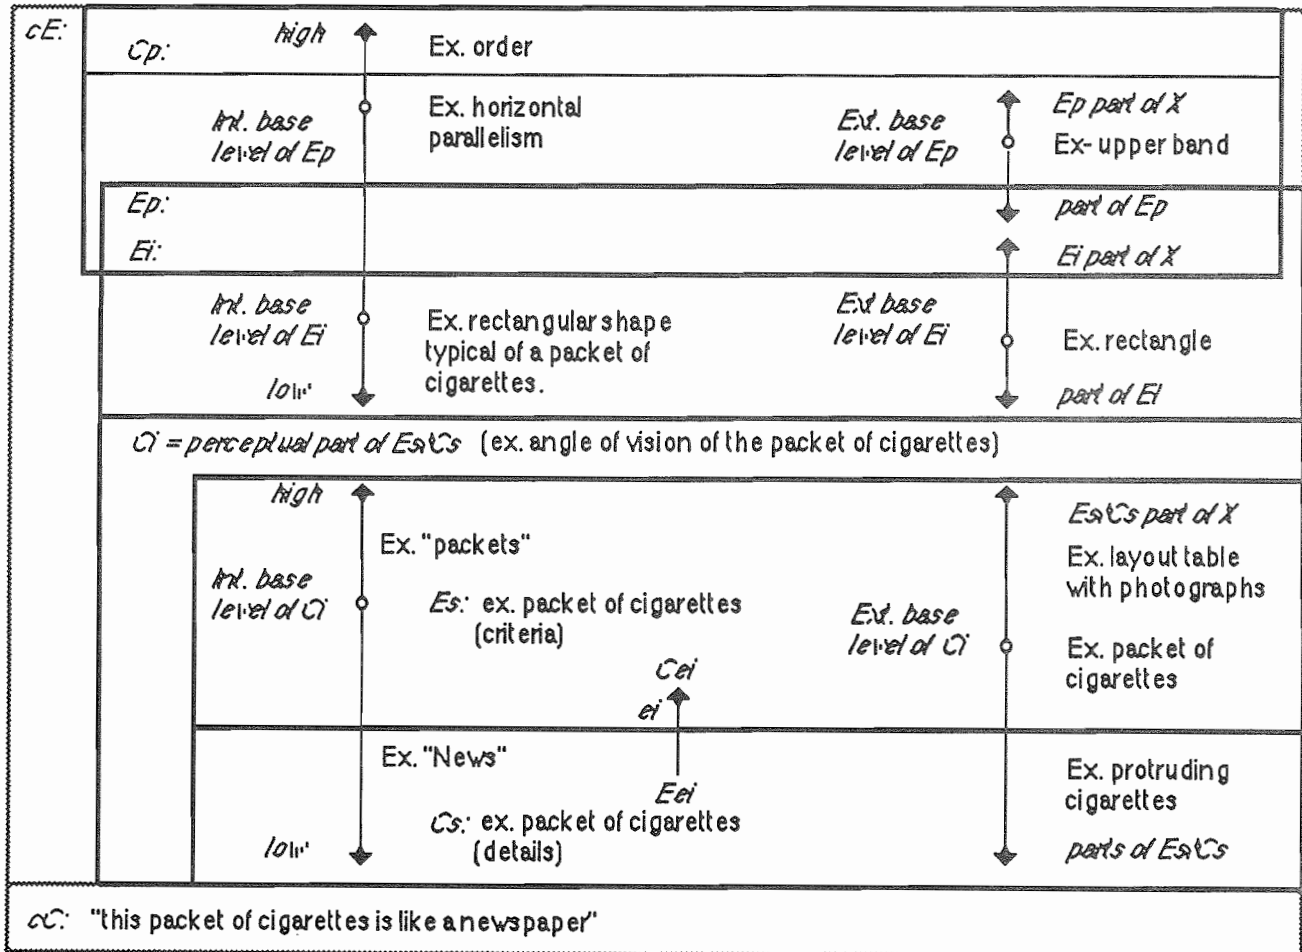 cE:
high
Cp:
Ex. order
Int. base
level of Ep
Ex. horizontal
parallelism
Ext. base
level of Ep
Ep part of X
Ex- upper band
Ep:
part of Ep
Ei:
Ei part of X
Int. base
level of Ei
Ex. rectangular shape
typical of a packet of
cigarettes.
Ext base
level of Ei
Ex. rectangle
low
part of Ei
Ci = perceptual part of Es\Cs (ex. angle of vision of the packet of cigarettes)
high
Es\Cs part of X
Ex. "packets"
Ex. layout table
with photographs
Int. base
level of Ci
Es: ex. packet of cigarettes
(criteria)
Ext. base
level of Ci
Ex. packet of
cigarettes
Cei
ei
Ex. "News"
Eei
Ex. protruding
cigarettes
Cs: ex. packet of cigarettes
(details)
low
parts of Es\Cs
cC: "this packet of cigarettes is like a newspaper"